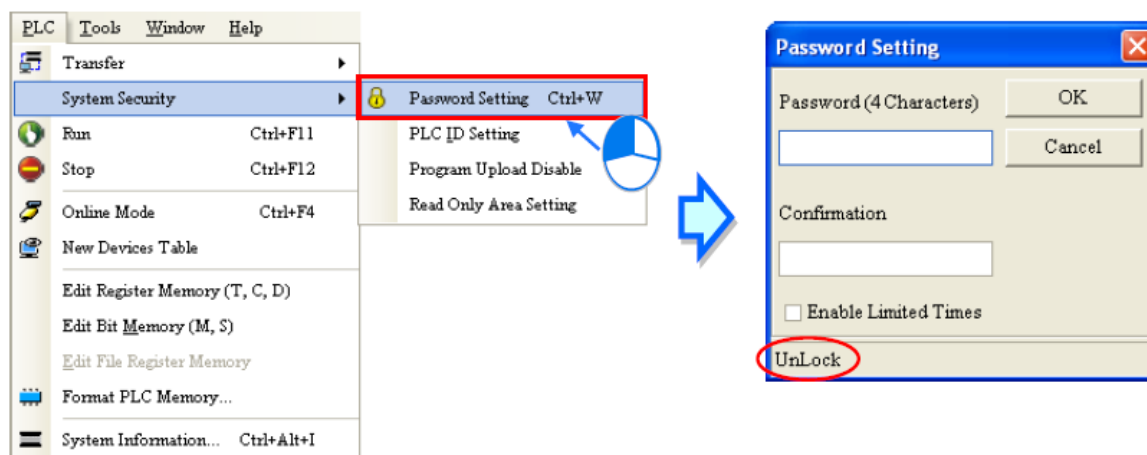 PLC Tools Window Help
Transfer
System Security
Run Ctrl+F11
Stop Ctrl+F12
Online Mode Ctrl+F4
New Devices Table
Edit Register Memory (T, C, D)
Edit Bit Memory (M, S)
Edit File Register Memory
Format PLC Memory...
System Information... Ctrl+Alt+I
Password Setting Ctrl+W
PLC ID Setting
Program Upload Disable
Read Only Area Setting
Password Setting
Password (4 Characters)
OK
Cancel
Confirmation
Enable Limited Times
UnLock